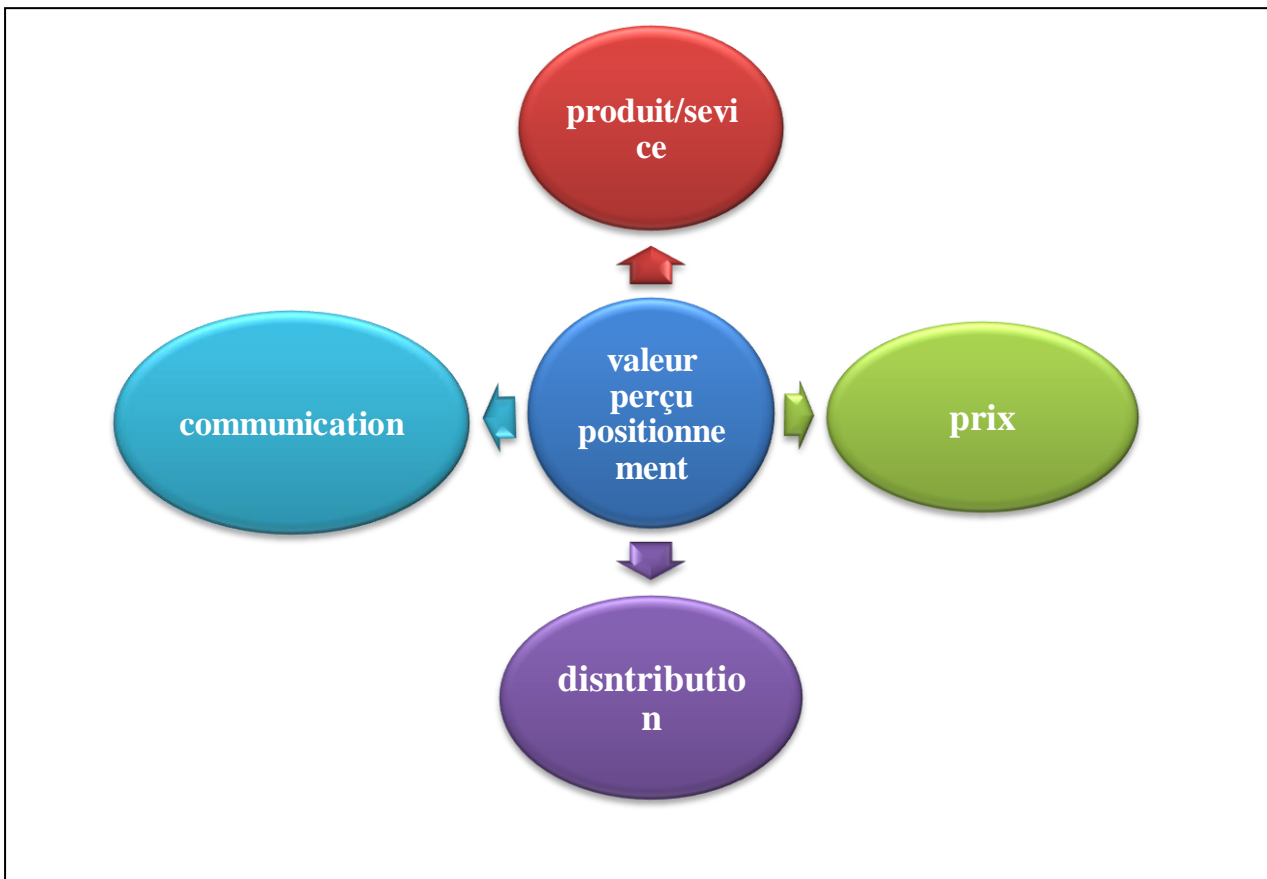 produit/sevi
ce
communication
valeur
perçu
positionne
ment
prix
disntributio
n